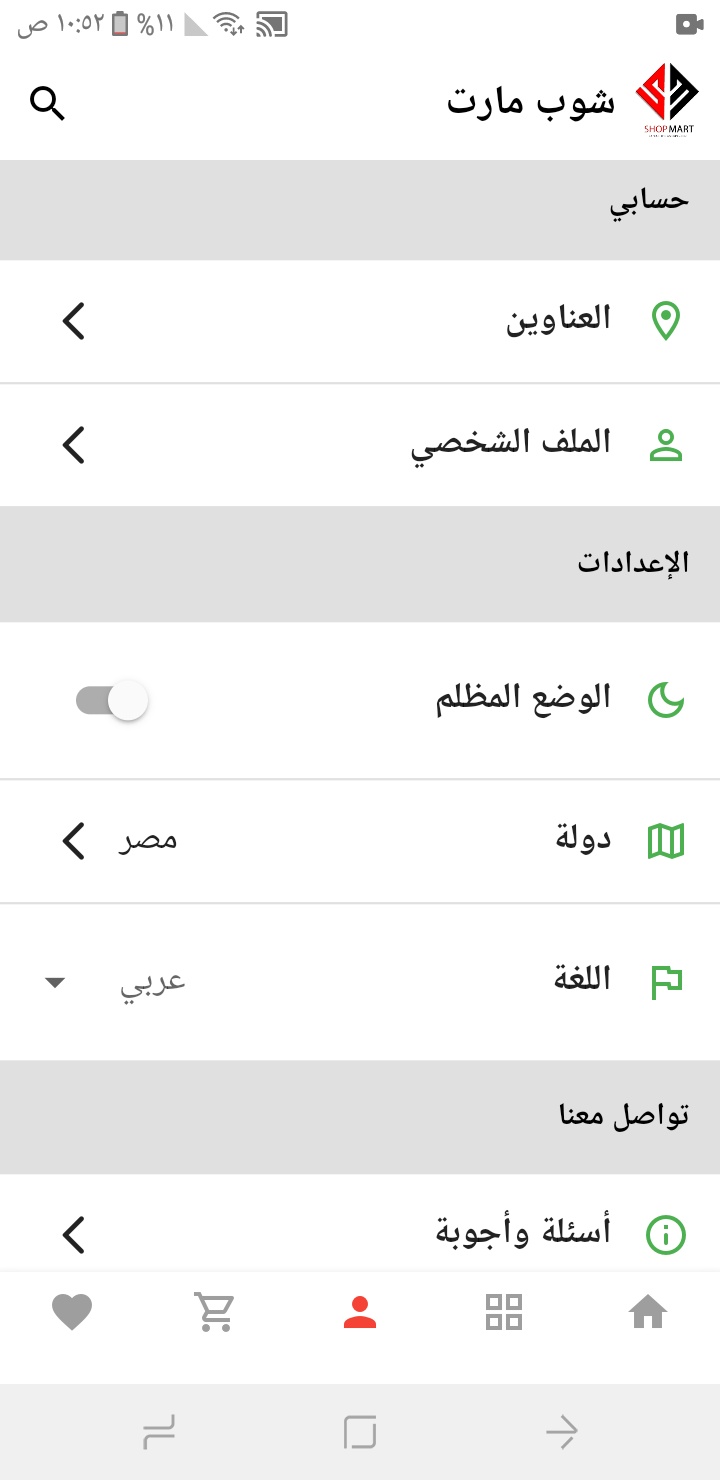 ١٠:٥٢ ص %١١
شوب مارت
SHOP MART
حسابي
العناوين
الملف الشخصي
الإعدادات
الوضع المظلم
دولة مصر
اللغة عربي
تواصل معنا
أسئلة وأجوبة